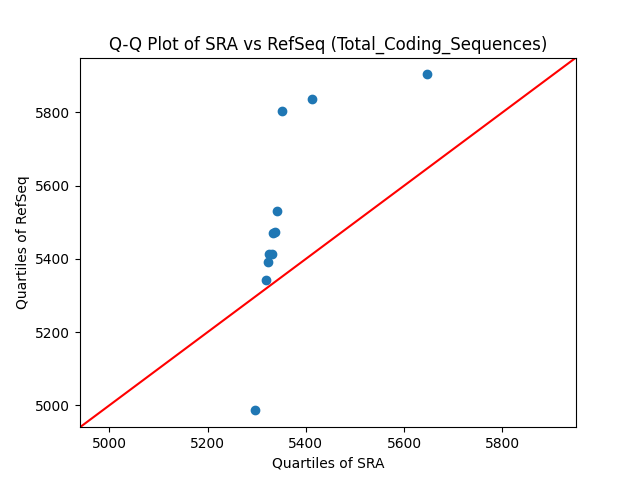 Q-Q Plot of SRA vs RefSeq (Total_Coding_Sequences)
Quartiles of RefSeq
5800
5600
5400
5200
5000
5000 5200 5400 5600 5800
Quartiles of SRA